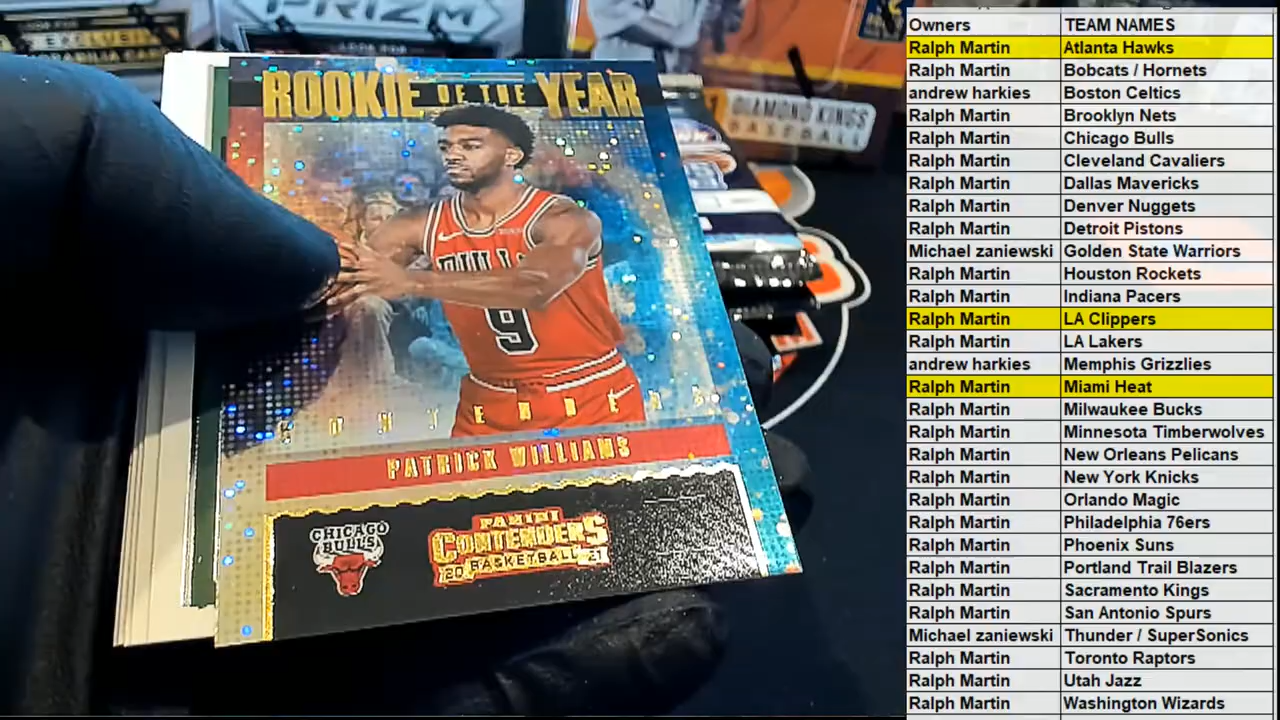 PRIZM
DIAMOND KINGS
BASEBALL
ROOKIE OF THE YEAR
BULLS
9
CONTENDERS
PATRICK WILLIAMS
CHICAGO
BULLS
PANINI
CONTENDERS
20 BASKETBALL 21
Owners TEAM NAMES
Ralph Martin Atlanta Hawks
Ralph Martin Bobcats / Hornets
andrew harkies Boston Celtics
Ralph Martin Brooklyn Nets
Ralph Martin Chicago Bulls
Ralph Martin Cleveland Cavaliers
Ralph Martin Dallas Mavericks
Ralph Martin Denver Nuggets
Ralph Martin Detroit Pistons
Michael zaniewski Golden State Warriors
Ralph Martin Houston Rockets
Ralph Martin Indiana Pacers
Ralph Martin LA Clippers
Ralph Martin LA Lakers
andrew harkies Memphis Grizzlies
Ralph Martin Miami Heat
Ralph Martin Milwaukee Bucks
Ralph Martin Minnesota Timberwolves
Ralph Martin New Orleans Pelicans
Ralph Martin New York Knicks
Ralph Martin Orlando Magic
Ralph Martin Philadelphia 76ers
Ralph Martin Phoenix Suns
Ralph Martin Portland Trail Blazers
Ralph Martin Sacramento Kings
Ralph Martin San Antonio Spurs
Michael zaniewski Thunder / SuperSonics
Ralph Martin Toronto Raptors
Ralph Martin Utah Jazz
Ralph Martin Washington Wizards